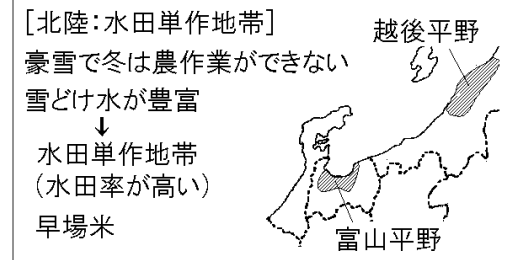 [北陸:水田単作地帯]
豪雪で冬は農作業ができない
雪どけ水が豊富
↓
水田単作地帯
(水田率が高い)
早場米
越後平野
富山平野